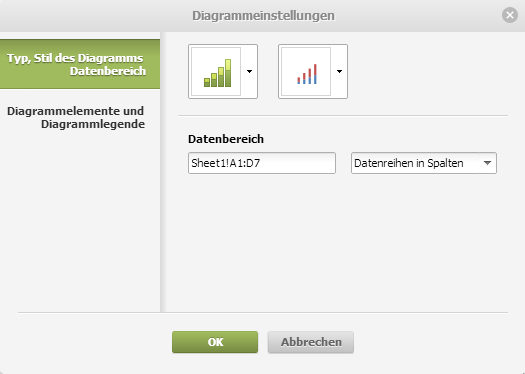 Diagrammeinstellungen
Typ, Stil des Diagramms
Datenbereich
Diagrammelemente und
Diagrammlegende
Datenbereich
Sheet1!A1:D7
Datenreihen in Spalten
OK
Abbrechen